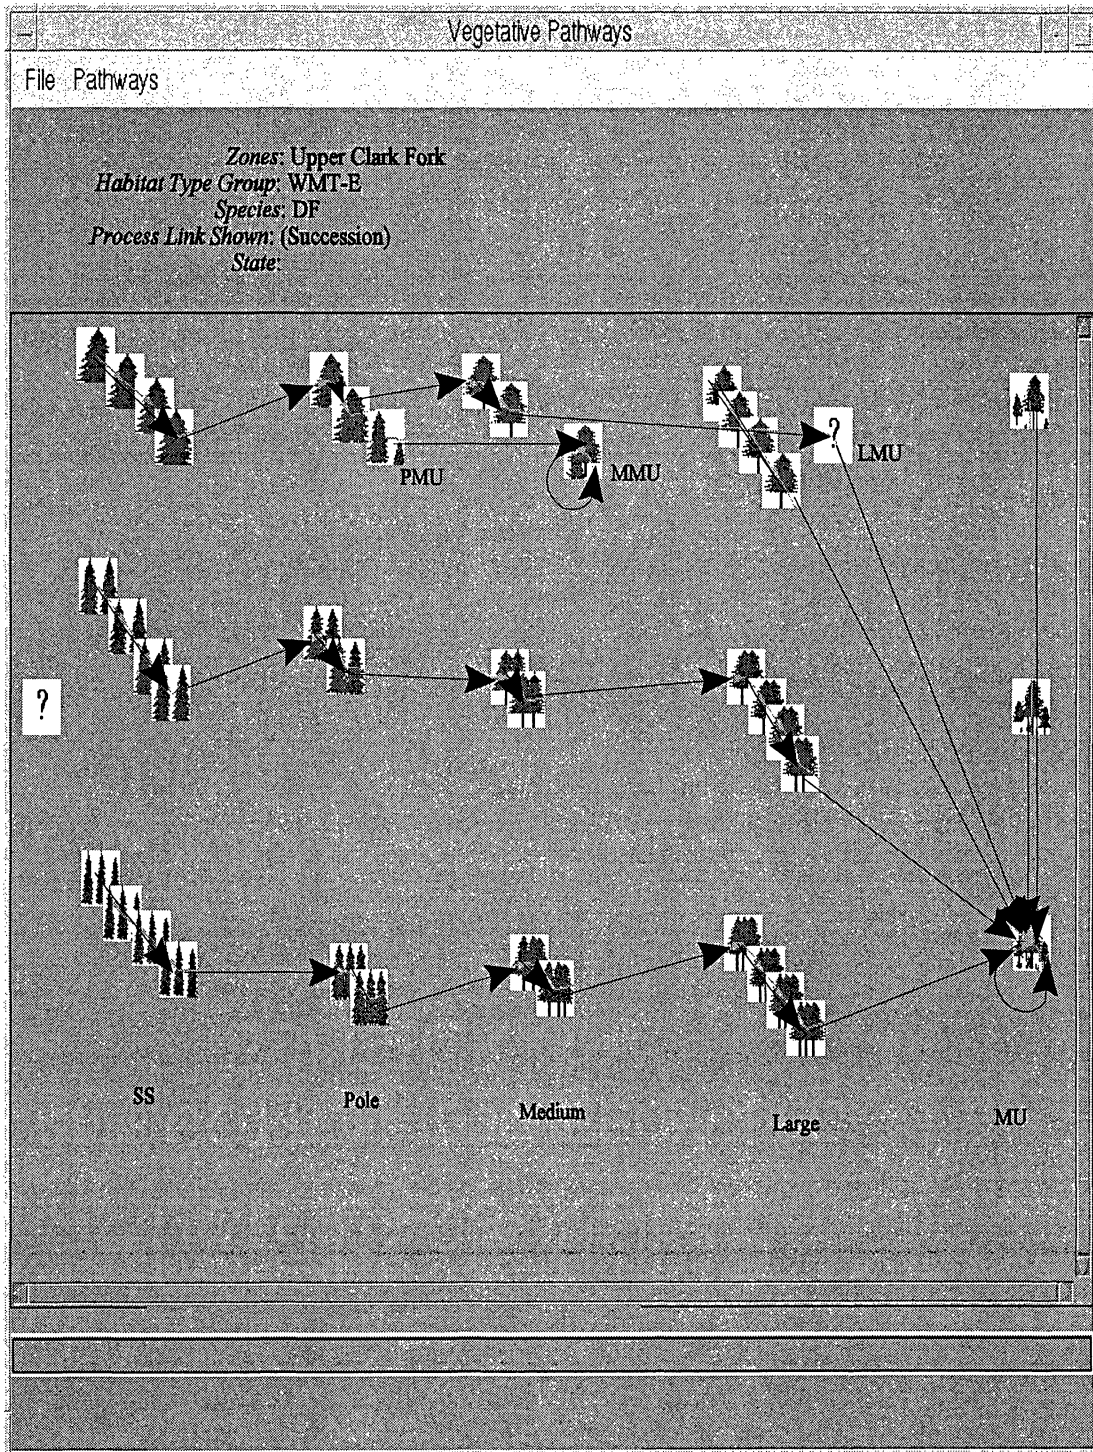 Vegetative Pathways
File Pathways
Zones: Upper Clark Fork
Habitat Type Group: WMT-E
Species: DF
Process Link Shown: (Succession)
State:
?
LMU
PMU
MMU
?
SS
Pole
Medium
Large
MU